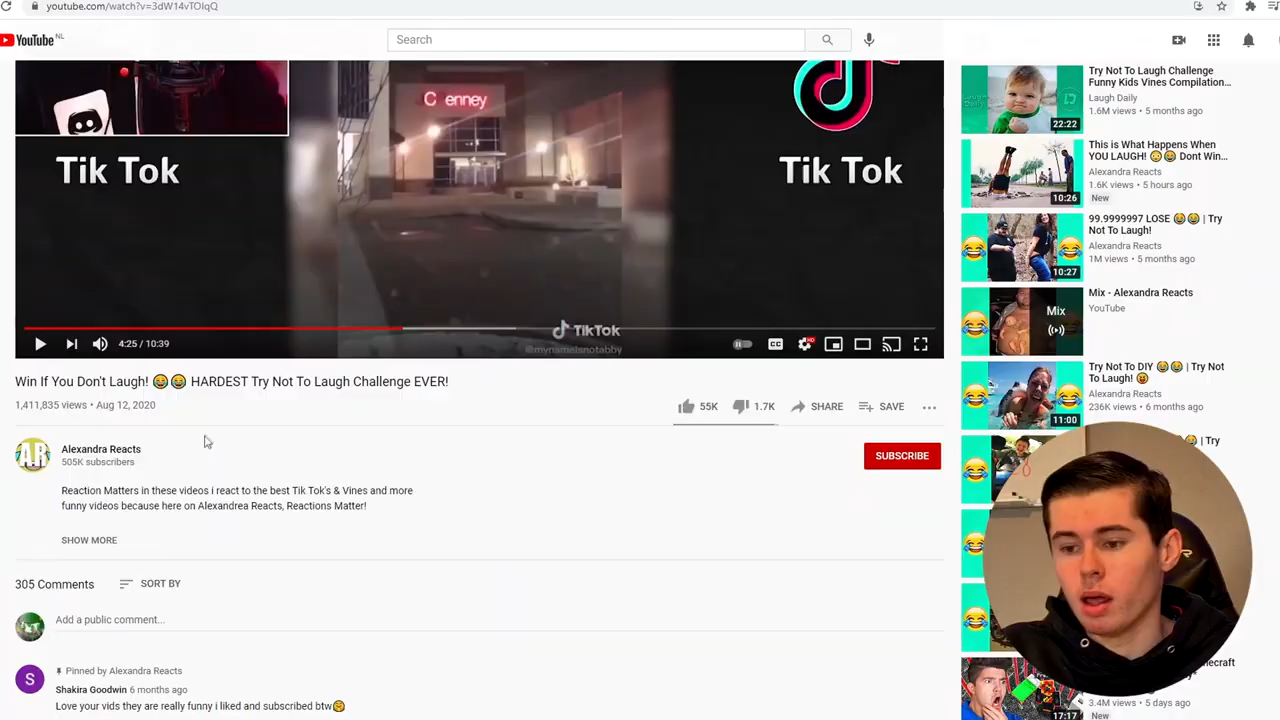 youtube.com/watch?v=3dW14vTOIqQ
YouTube NL
Search
C enney
Tik Tok
Tik Tok
TikTok
@mynameisnotabby
4:25 / 10:39
Win If You Don't Laugh! 😂😂 HARDEST Try Not To Laugh Challenge EVER!
1,411,835 views • Aug 12, 2020
55K
1.7K
SHARE
SAVE
Alexandra Reacts
505K subscribers
SUBSCRIBE
Reaction Matters in these videos i react to the best Tik Tok's & Vines and more
funny videos because here on Alexandrea Reacts, Reactions Matter!
SHOW MORE
305 Comments
SORT BY
Add a public comment...
Pinned by Alexandra Reacts
S
Shakira Goodwin 6 months ago
Love your vids they are really funny i liked and subscribed btw🤗
Try Not To Laugh Challenge
Funny Kids Vines Compilation...
Laugh Daily
1.6M views • 5 months ago
22:22
This is What Happens When
YOU LAUGH! 😳😂 Dont Win...
Alexandra Reacts
1.6K views • 5 hours ago
New
10:26
99.9999997 LOSE 😂😂 | Try
Not To Laugh!
Alexandra Reacts
1M views • 5 months ago
10:27
Mix - Alexandra Reacts
YouTube
Mix
Try Not To DIY 😂😂 | Try Not
To Laugh! 😝
Alexandra Reacts
236K views • 6 months ago
11:00
| Try
3.4M views • 5 days ago
New
17:17